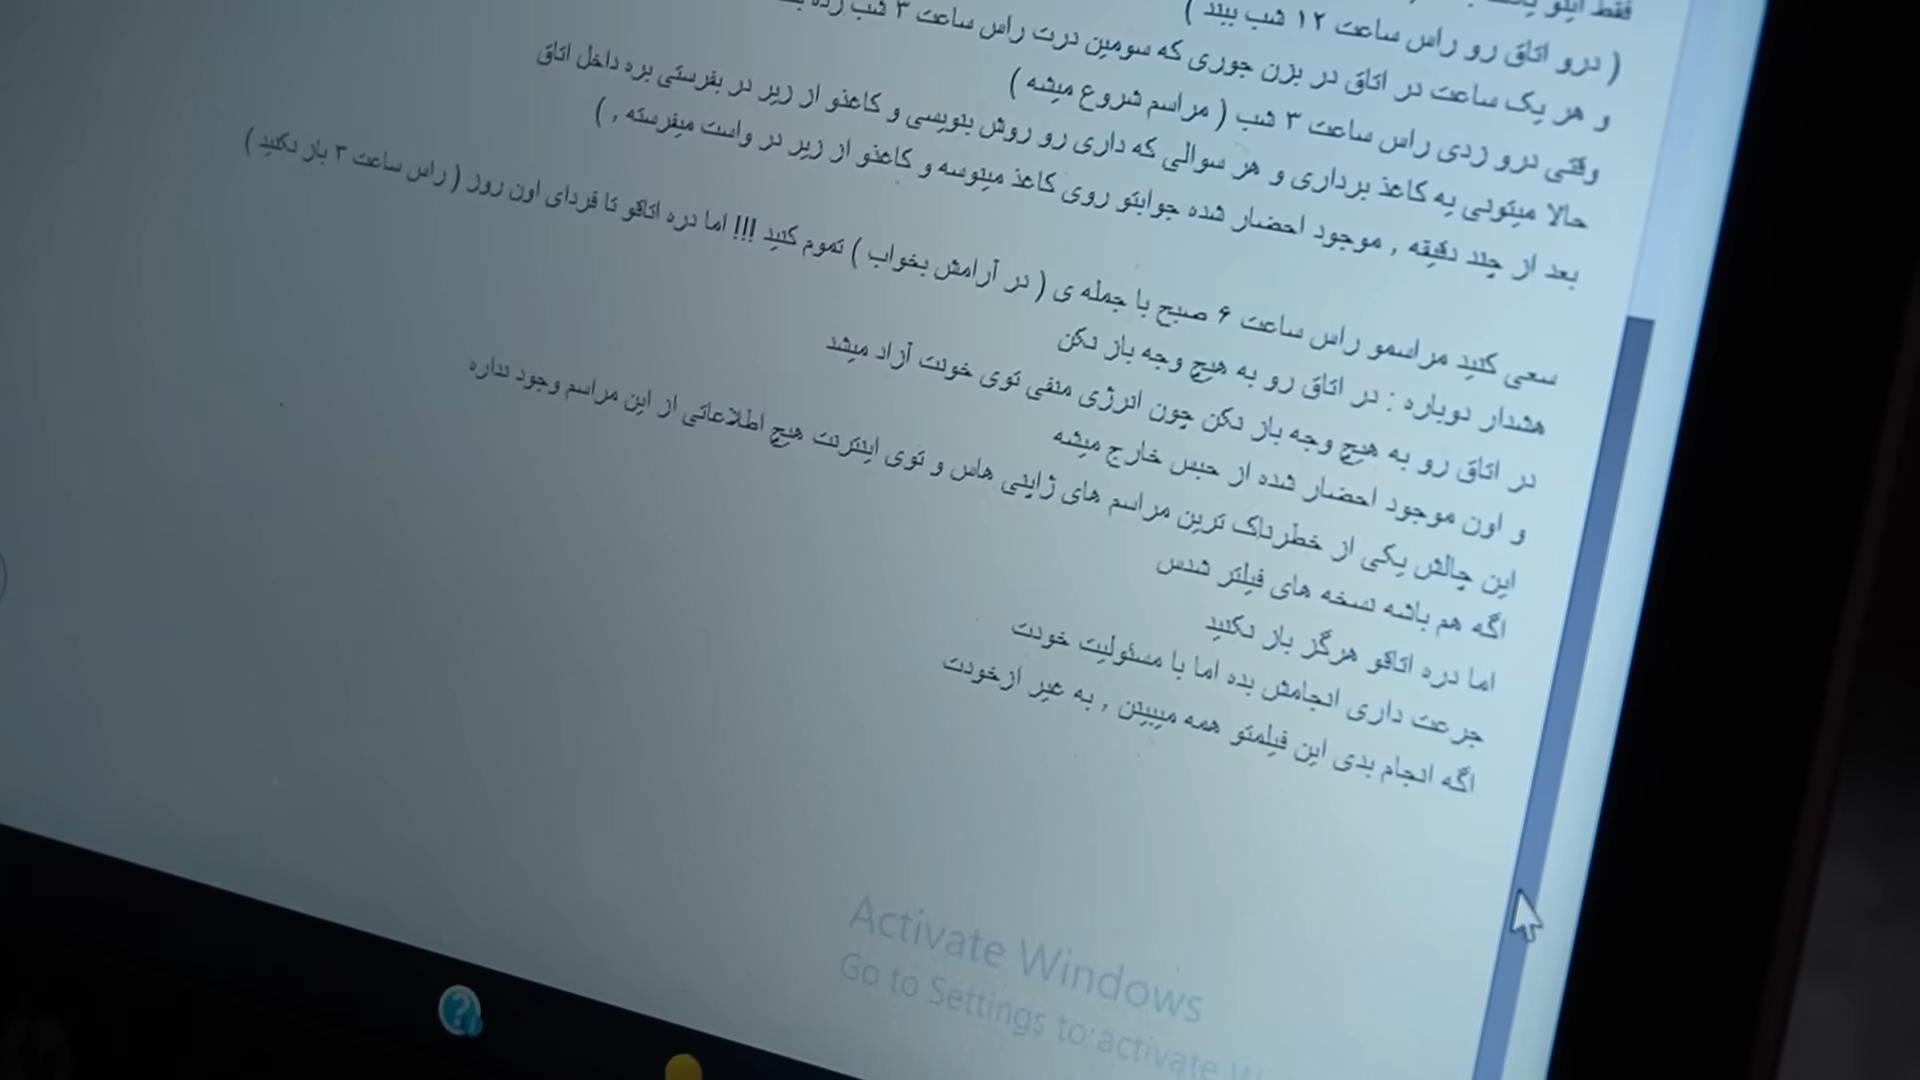 فقط اینو
( درو اتاق رو راس ساعت ۱۲ شب ببند )
و هر یک ساعت در اتاق در بزن جوری که سومین درت راس ساعت ۳ شب زده
وقتی درو زدی راس ساعت ۳ شب ( مراسم شروع میشه )
حالا میتونی یه کاغذ برداری و هر سوالی که داری رو روش بنویسی و کاغذو از زیر در بفرستی بره داخل اتاق
بعد از چند دقیقه , موجود احضار شده جوابتو روی کاغذ مینوسه و کاغذو از زیر در واست میفرسته , )
سعی کنید مراسمو راس ساعت ۶ صبح با جمله ی ( در آرامش بخواب ) تموم کنید !!! اما دره اتاقو تا فردای اون روز ( راس ساعت ۳ باز نکنید )
هشدار دوباره : در اتاق رو به هیچ وجه باز نکن
در اتاق رو به هیچ وجه باز نکن چون انرژی منفی توی خونت آزاد میشد
و اون موجود احضار شده از حبس خارج میشه
این چالش یکی از خطرناک ترین مراسم های ژاپنی هاس و توی اینترنت هیچ اطلاعاتی از این مراسم وجود نداره
اگه هم باشه نسخه های فیلتر شدس
اما دره اتاقو هرگز باز نکنید
جرعت داری انجامش بده اما با مسئولیت خودت
اگه انجام بدی این فیلمتو همه میبینن , به غیر ازخودت
Activate Windows
Go to Settings to activate